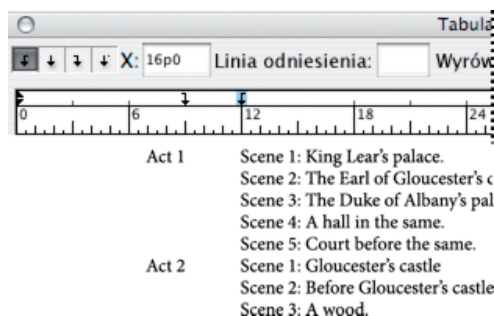 Tabula
X: 16p0 Linia odniesienia: Wyrów
0 6 12 18 24
Act 1 Scene 1: King Lear's palace.
Scene 2: The Earl of Gloucester's c
Scene 3: The Duke of Albany's pal
Scene 4: A hall in the same.
Scene 5: Court before the same.
Act 2 Scene 1: Gloucester's castle
Scene 2: Before Gloucester's castle
Scene 3: A wood.